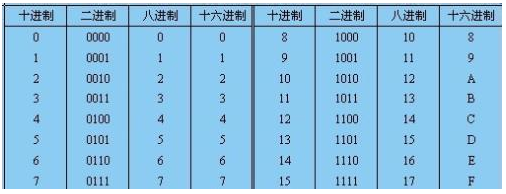 十进制 二进制 八进制 十六进制 十进制 二进制 八进制 十六进制
0 0000 0 0 8 1000 10 8
1 0001 1 1 9 1001 11 9
2 0010 2 2 10 1010 12 A
3 0011 3 3 11 1011 13 B
4 0100 4 4 12 1100 14 C
5 0101 5 5 13 1101 15 D
6 0110 6 6 14 1110 16 E
7 0111 7 7 15 1111 17 F